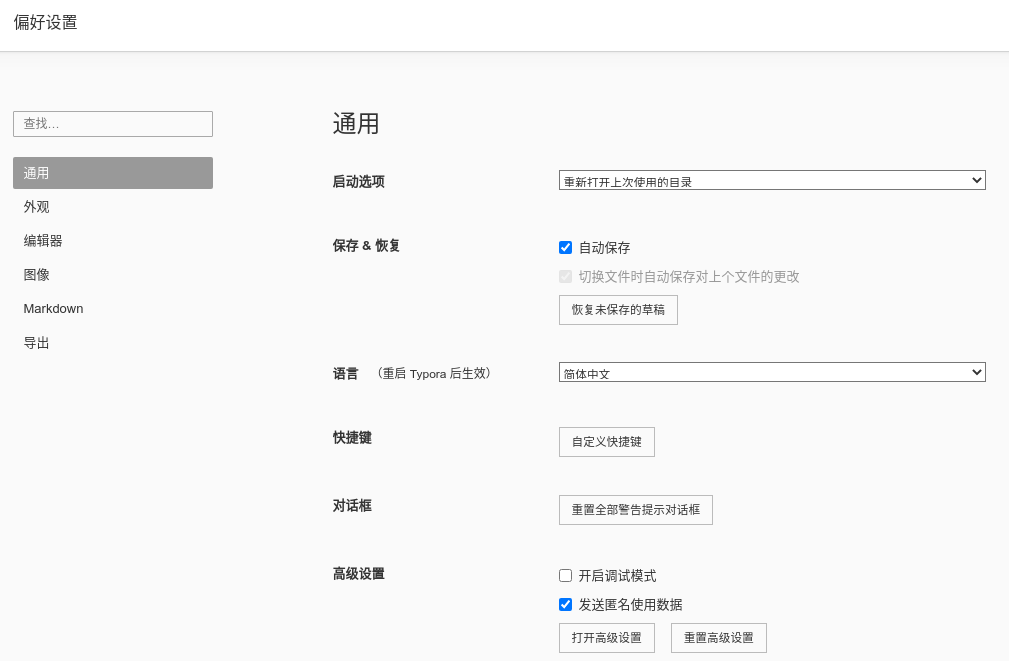 偏好设置
查找…
通用
外观
编辑器
图像
Markdown
导出
通用
启动选项
重新打开上次使用的目录
保存 & 恢复
自动保存
切换文件时自动保存对上个文件的更改
恢复未保存的草稿
语言 （重启 Typora 后生效）
简体中文
快捷键
自定义快捷键
对话框
重置全部警告提示对话框
高级设置
开启调试模式
发送匿名使用数据
打开高级设置 重置高级设置